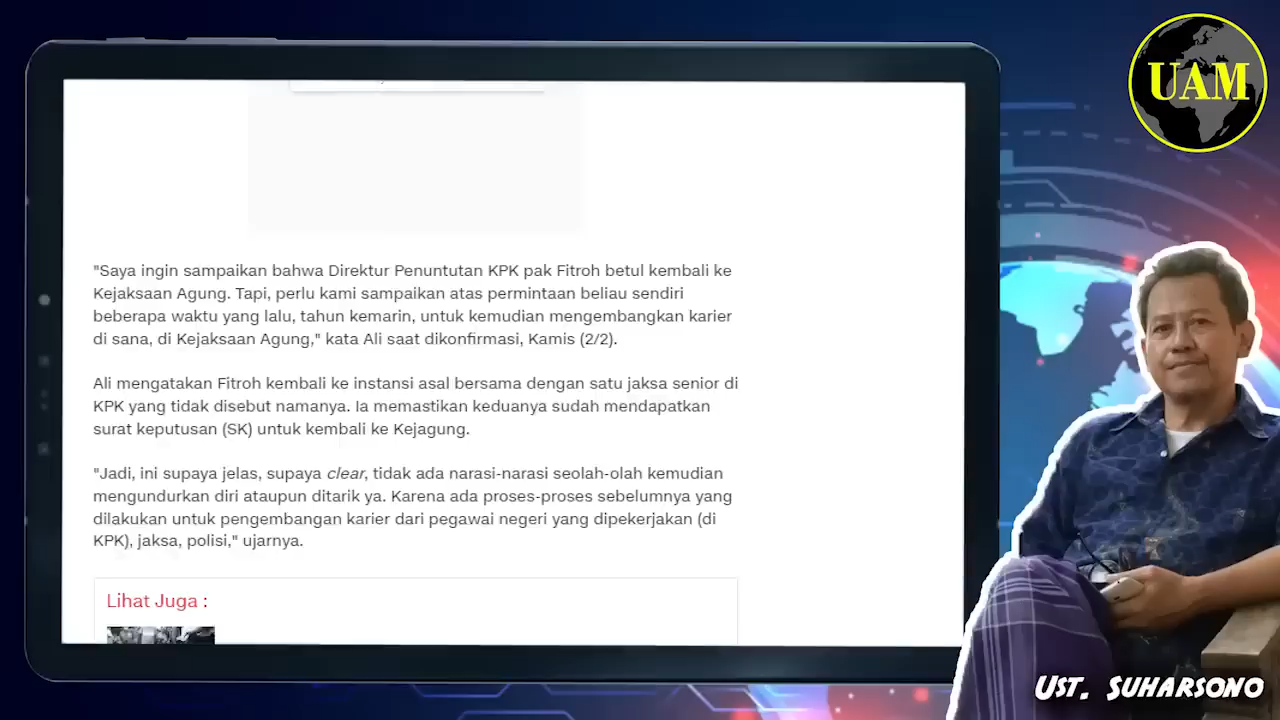 UAM
"Saya ingin sampaikan bahwa Direktur Penuntutan KPK pak Fitroh betul kembali ke
Kejaksaan Agung. Tapi, perlu kami sampaikan atas permintaan beliau sendiri
beberapa waktu yang lalu, tahun kemarin, untuk kemudian mengembangkan karier
di sana, di Kejaksaan Agung," kata Ali saat dikonfirmasi, Kamis (2/2).
Ali mengatakan Fitroh kembali ke instansi asal bersama dengan satu jaksa senior di
KPK yang tidak disebut namanya. Ia memastikan keduanya sudah mendapatkan
surat keputusan (SK) untuk kembali ke Kejagung.
"Jadi, ini supaya jelas, supaya clear, tidak ada narasi-narasi seolah-olah kemudian
mengundurkan diri ataupun ditarik ya. Karena ada proses-proses sebelumnya yang
dilakukan untuk pengembangan karier dari pegawai negeri yang dipekerjakan (di
KPK), jaksa, polisi," ujarnya.
Lihat Juga :
UST. SUHARSONO